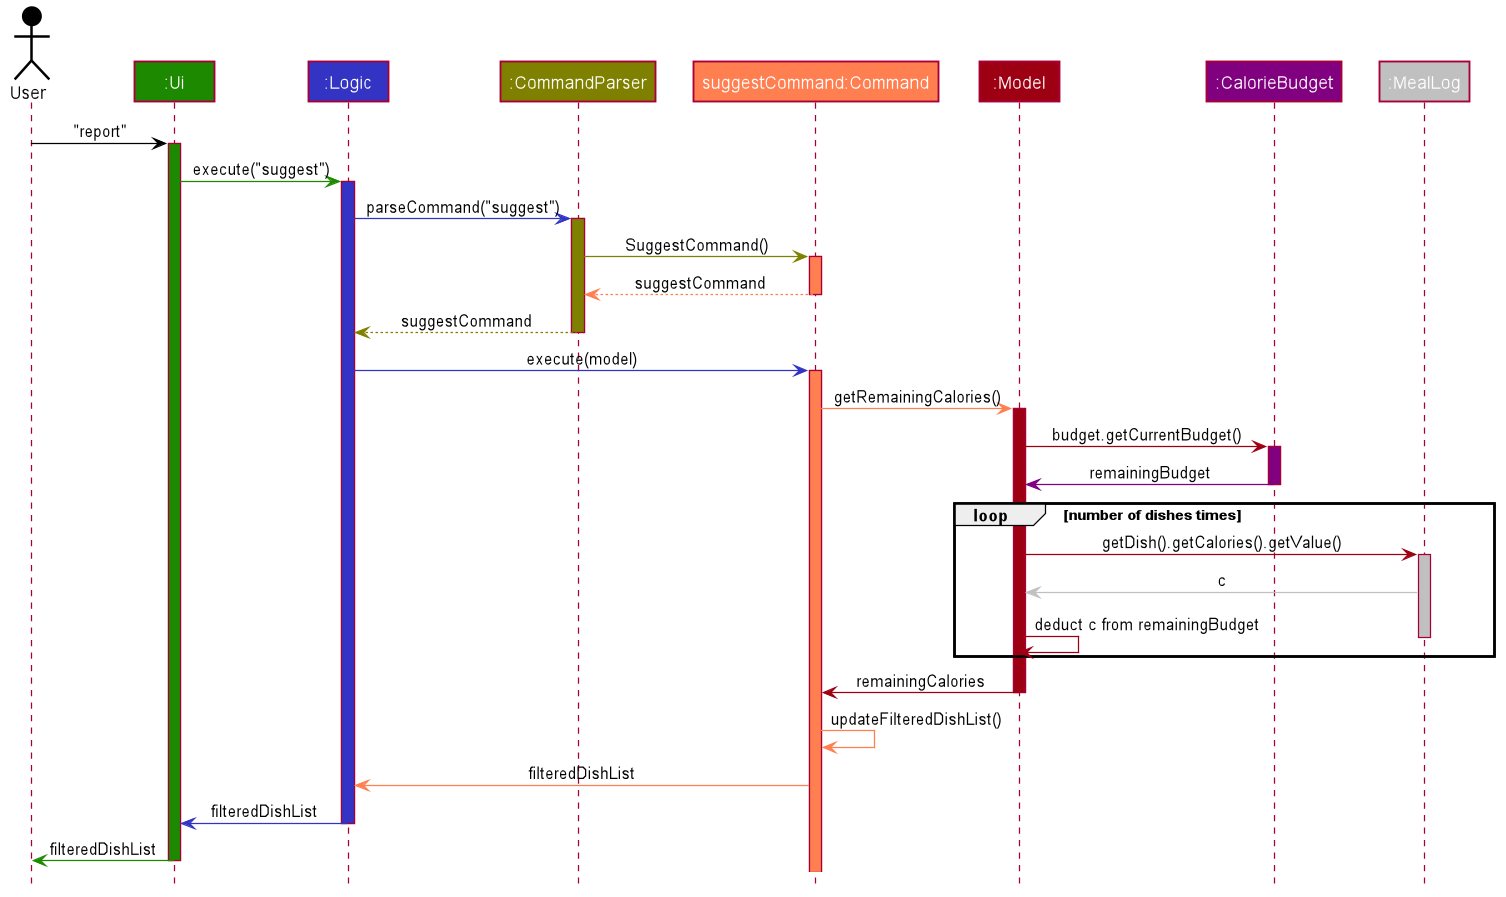 User
:Ui
:Logic
:CommandParser
suggestCommand:Command
:Model
:CalorieBudget
:MealLog
"report"
execute("suggest")
parseCommand("suggest")
SuggestCommand()
suggestCommand
suggestCommand
execute(model)
getRemainingCalories()
budget.getCurrentBudget()
remainingBudget
loop [number of dishes times]
getDish().getCalories().getValue()
c
deduct c from remainingBudget
remainingCalories
updateFilteredDishList()
filteredDishList
filteredDishList
filteredDishList